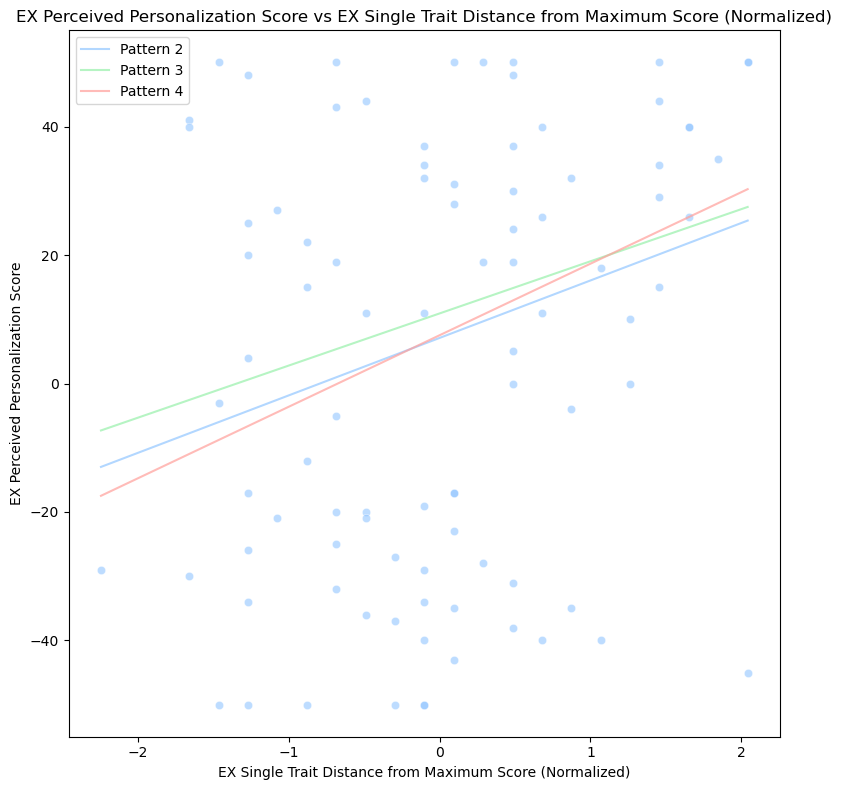 EX Perceived Personalization Score vs EX Single Trait Distance from Maximum Score (Normalized)
Pattern 2
Pattern 3
Pattern 4
EX Perceived Personalization Score
40
20
0
−20
−40
−2
−1
0
1
2
EX Single Trait Distance from Maximum Score (Normalized)